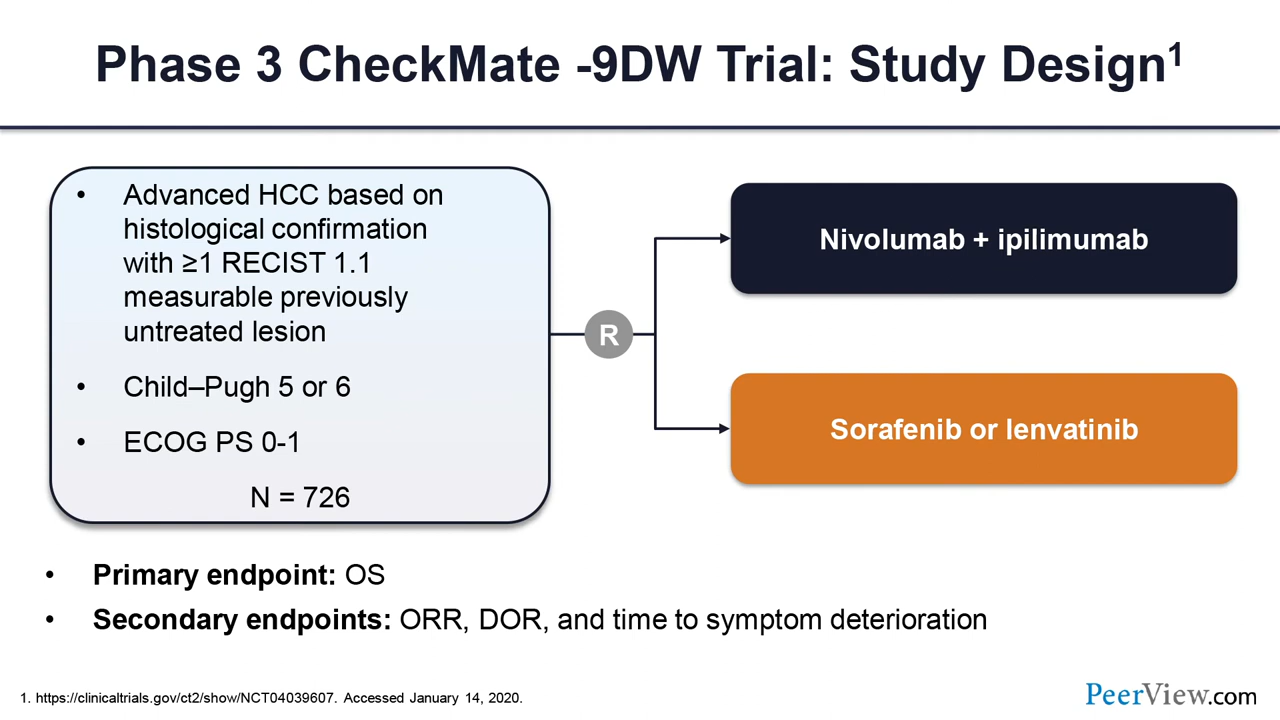 Phase 3 CheckMate -9DW Trial: Study Design1
• Advanced HCC based on
histological confirmation
with ≥1 RECIST 1.1
measurable previously
untreated lesion
• Child–Pugh 5 or 6
• ECOG PS 0-1
N = 726
R
Nivolumab + ipilimumab
Sorafenib or lenvatinib
• Primary endpoint: OS
• Secondary endpoints: ORR, DOR, and time to symptom deterioration
1. https://clinicaltrials.gov/ct2/show/NCT04039607. Accessed January 14, 2020.
PeerView.com